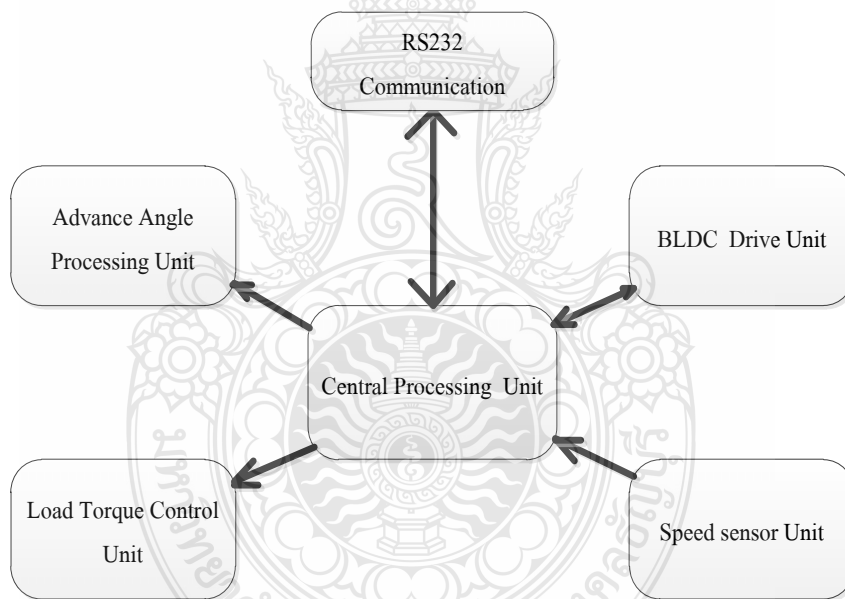 RS232
Communication
Advance Angle
Processing Unit
BLDC Drive Unit
Central Processing Unit
Load Torque Control
Unit
Speed sensor Unit